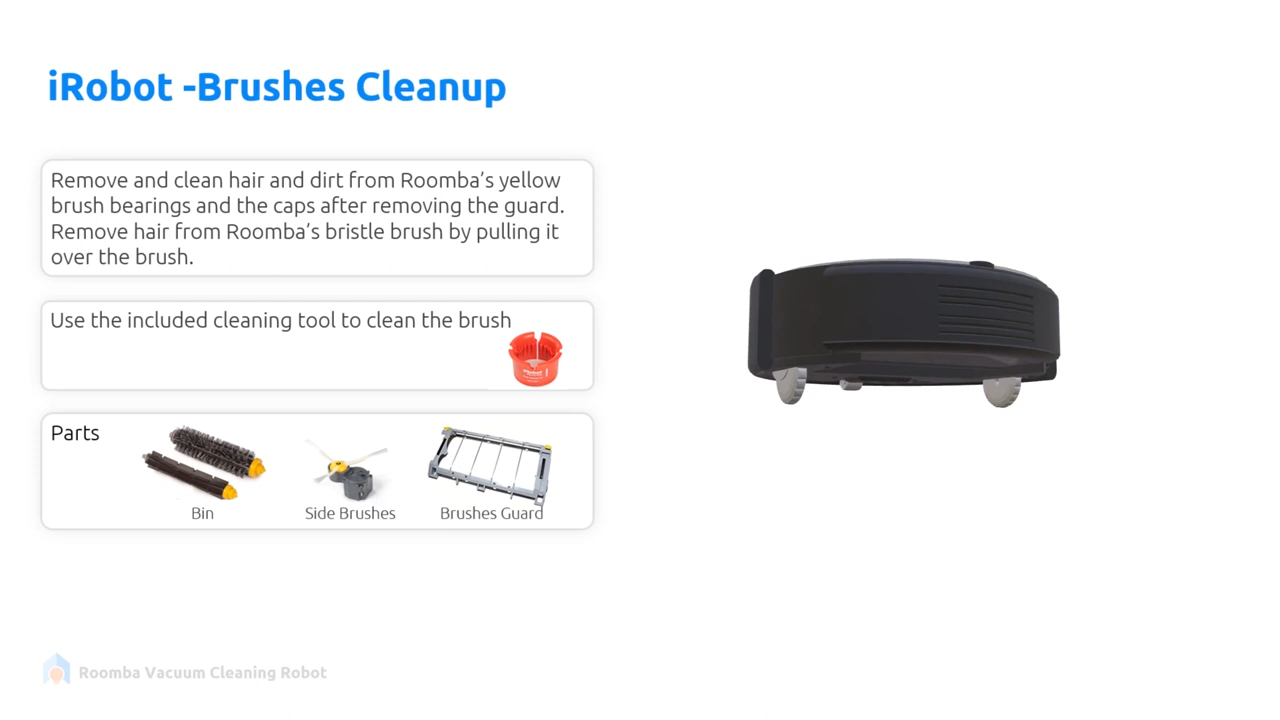 iRobot -Brushes Cleanup
Remove and clean hair and dirt from Roomba’s yellow
brush bearings and the caps after removing the guard.
Remove hair from Roomba’s bristle brush by pulling it
over the brush.
Use the included cleaning tool to clean the brush
Parts
Bin
Side Brushes
Brushes Guard
Roomba Vacuum Cleaning Robot